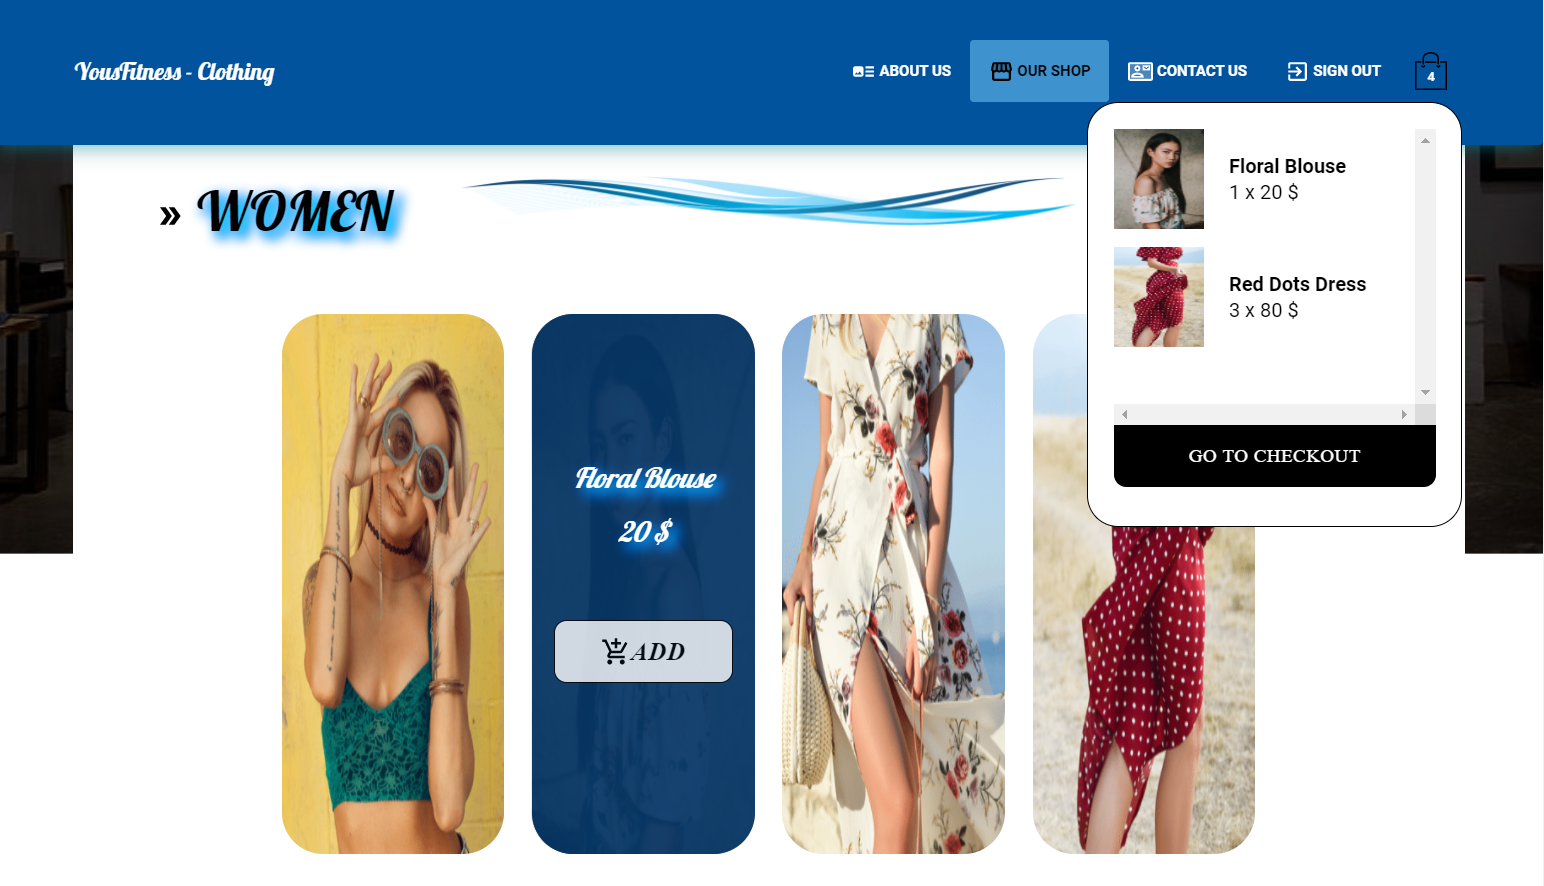 YousFitness - Clothing
ABOUT US
OUR SHOP
CONTACT US
SIGN OUT
4
Floral Blouse
1 x 20 $
Red Dots Dress
3 x 80 $
GO TO CHECKOUT
» WOMEN
Floral Blouse
20 $
ADD